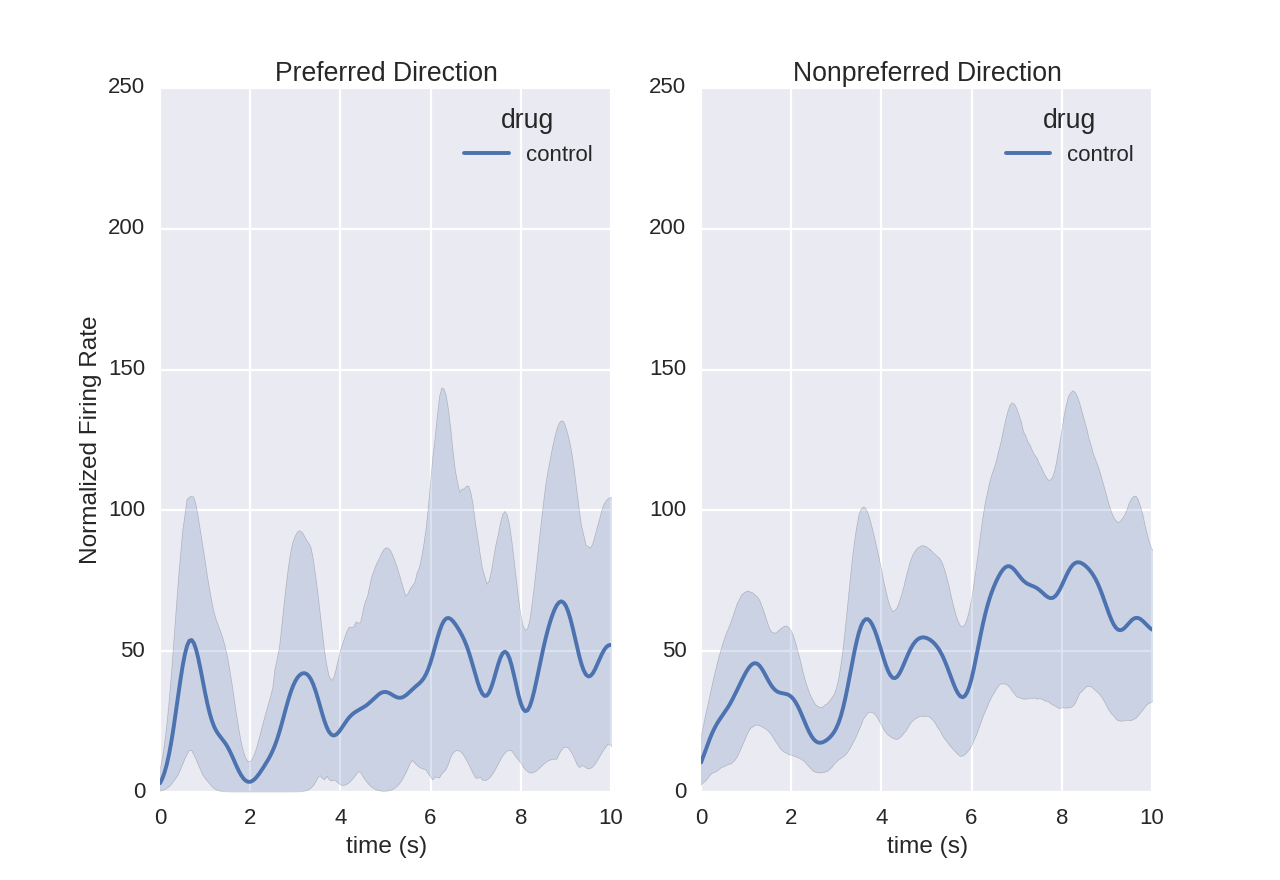 Preferred Direction
250
200
150
100
50
0
0 2 4 6 8 10
time (s)
Normalized Firing Rate
drug
control
Nonpreferred Direction
250
200
150
100
50
0
0 2 4 6 8 10
time (s)
drug
control